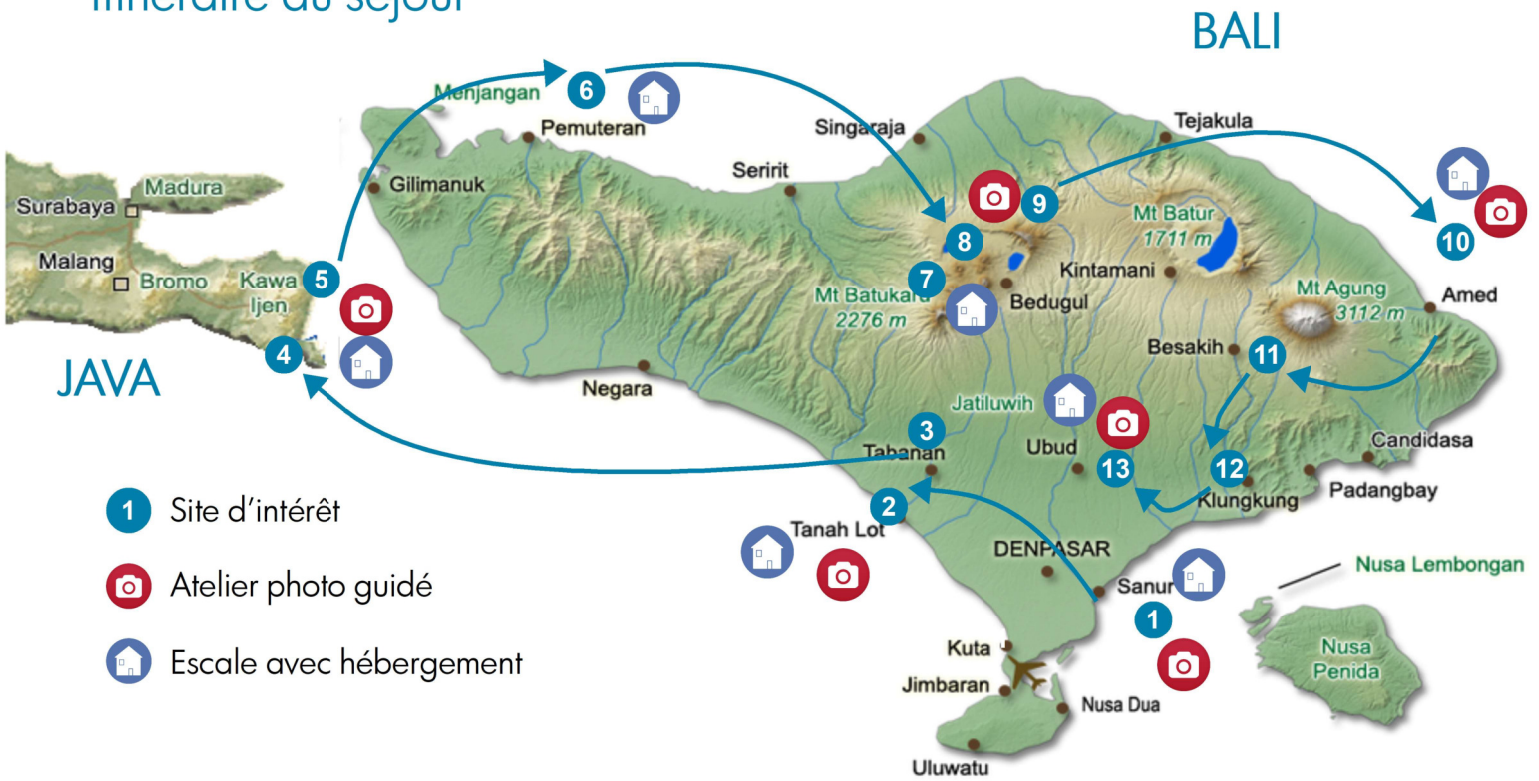 Itinéraire du séjour
BALI
Menjangan
6
Pemuteran
Singaraja
Tejakula
Seririt
Gilimanuk
Madura
Surabaya
9
Mt Batur
1711 m
10
8
Malang
Bromo
Kawa
Ijen
5
7
Kintamani
Mt Batukaru
2276 m
Bedugul
Mt Agung
3112 m
Amed
4
Besakih
11
JAVA
Negara
Jatiluwih
3
Tabanan
Ubud
13
12
Candidasa
Klungkung
Padangbay
2
Tanah Lot
DENPASAR
Sanur
1
Nusa Lembongan
Nusa
Penida
Kuta
Jimbaran
Nusa Dua
Uluwatu
1 Site d'intérêt
Atelier photo guidé
Escale avec hébergement